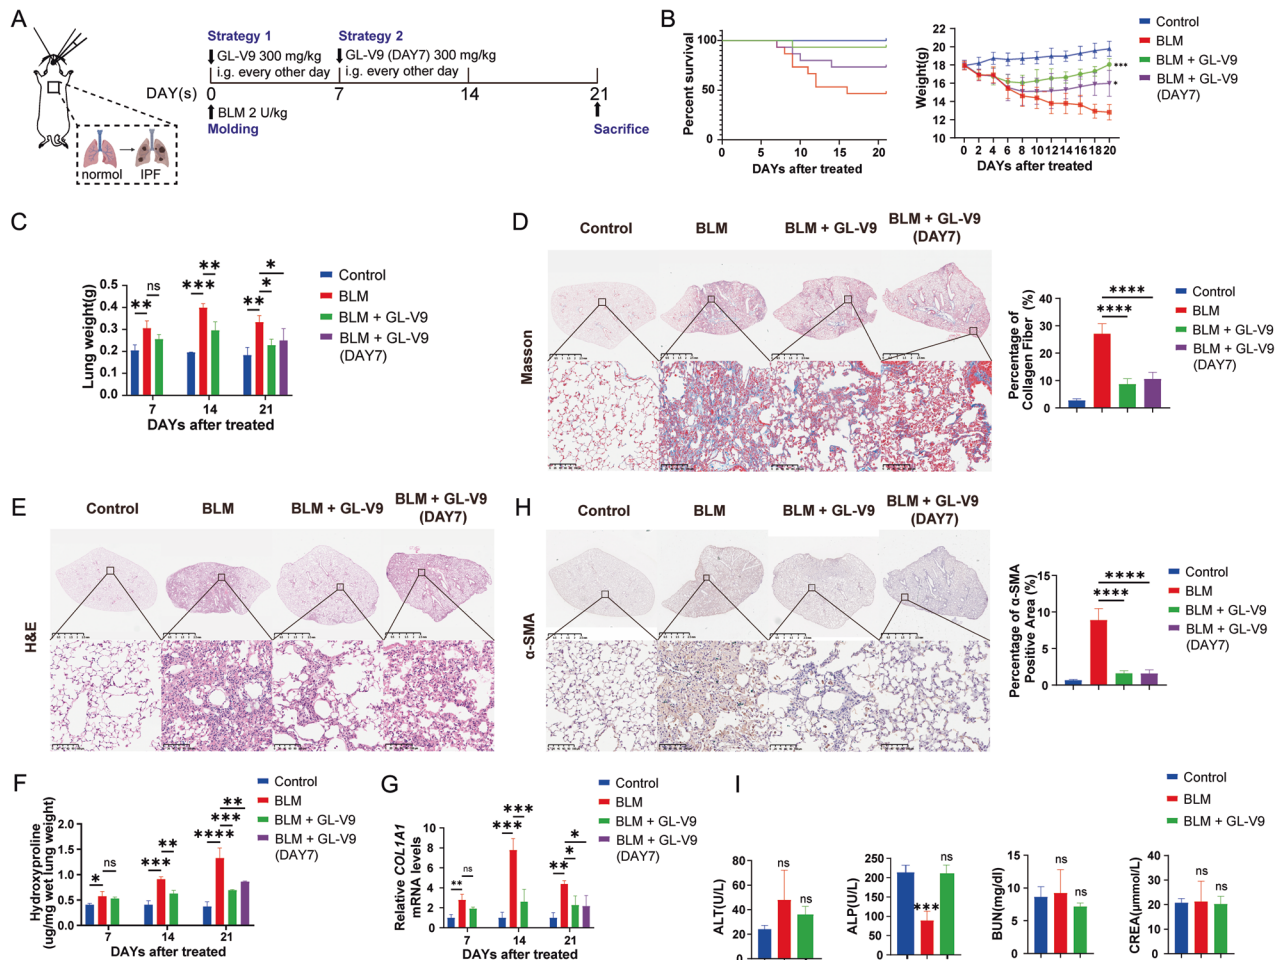 A
Strategy 1
Strategy 2
GL-V9 300 mg/kg
GL-V9 (DAY7) 300 mg/kg
i.g. every other day
i.g. every other day
DAY(s)
0
7
14
21
BLM 2 U/kg
Molding
Sacrifice
normal
IPF
B
Percent survival
100
50
0
0 5 10 15 20
DAYs after treated
Weight(g)
22
20
18
16
14
12
10
0 2 4 6 8 10 12 14 16 18 20
DAYs after treated
***
*
Control
BLM
BLM + GL-V9
BLM + GL-V9
(DAY7)
C
Lung weight(g)
0.5
0.4
0.3
0.2
0.1
0.0
** ns
*** **
** * *
7 14 21
DAYs after treated
Control
BLM
BLM + GL-V9
BLM + GL-V9
(DAY7)
D
Control
BLM
BLM + GL-V9
BLM + GL-V9
(DAY7)
Masson
Percentage of
Collagen Fiber (%)
40
30
20
10
0
****
****
Control
BLM
BLM + GL-V9
BLM + GL-V9
(DAY7)
E
Control
BLM
BLM + GL-V9
BLM + GL-V9
(DAY7)
H&E
H
Control
BLM
BLM + GL-V9
BLM + GL-V9
(DAY7)
α-SMA
Percentage of α-SMA
Positive Area (%)
15
10
5
0
****
****
Control
BLM
BLM + GL-V9
BLM + GL-V9
(DAY7)
F
Hydroxyproline
(ug/mg wet lung weight)
2.0
1.5
1.0
0.5
0.0
* ns
*** **
**** *** **
7 14 21
DAYs after treated
Control
BLM
BLM + GL-V9
BLM + GL-V9
(DAY7)
G
Relative COL1A1
mRNA levels
10
8
6
4
2
0
** ns
*** ***
** * *
7 14 21
DAYs after treated
Control
BLM
BLM + GL-V9
BLM + GL-V9
(DAY7)
I
Control
BLM
BLM + GL-V9
ALT(U/L)
80
60
40
20
0
ns
ns
ALP(U/L)
250
200
150
100
50
0
***
ns
BUN(mg/dl)
15
10
5
0
ns
ns
CREA(μmmol/L)
40
30
20
10
0
ns
ns